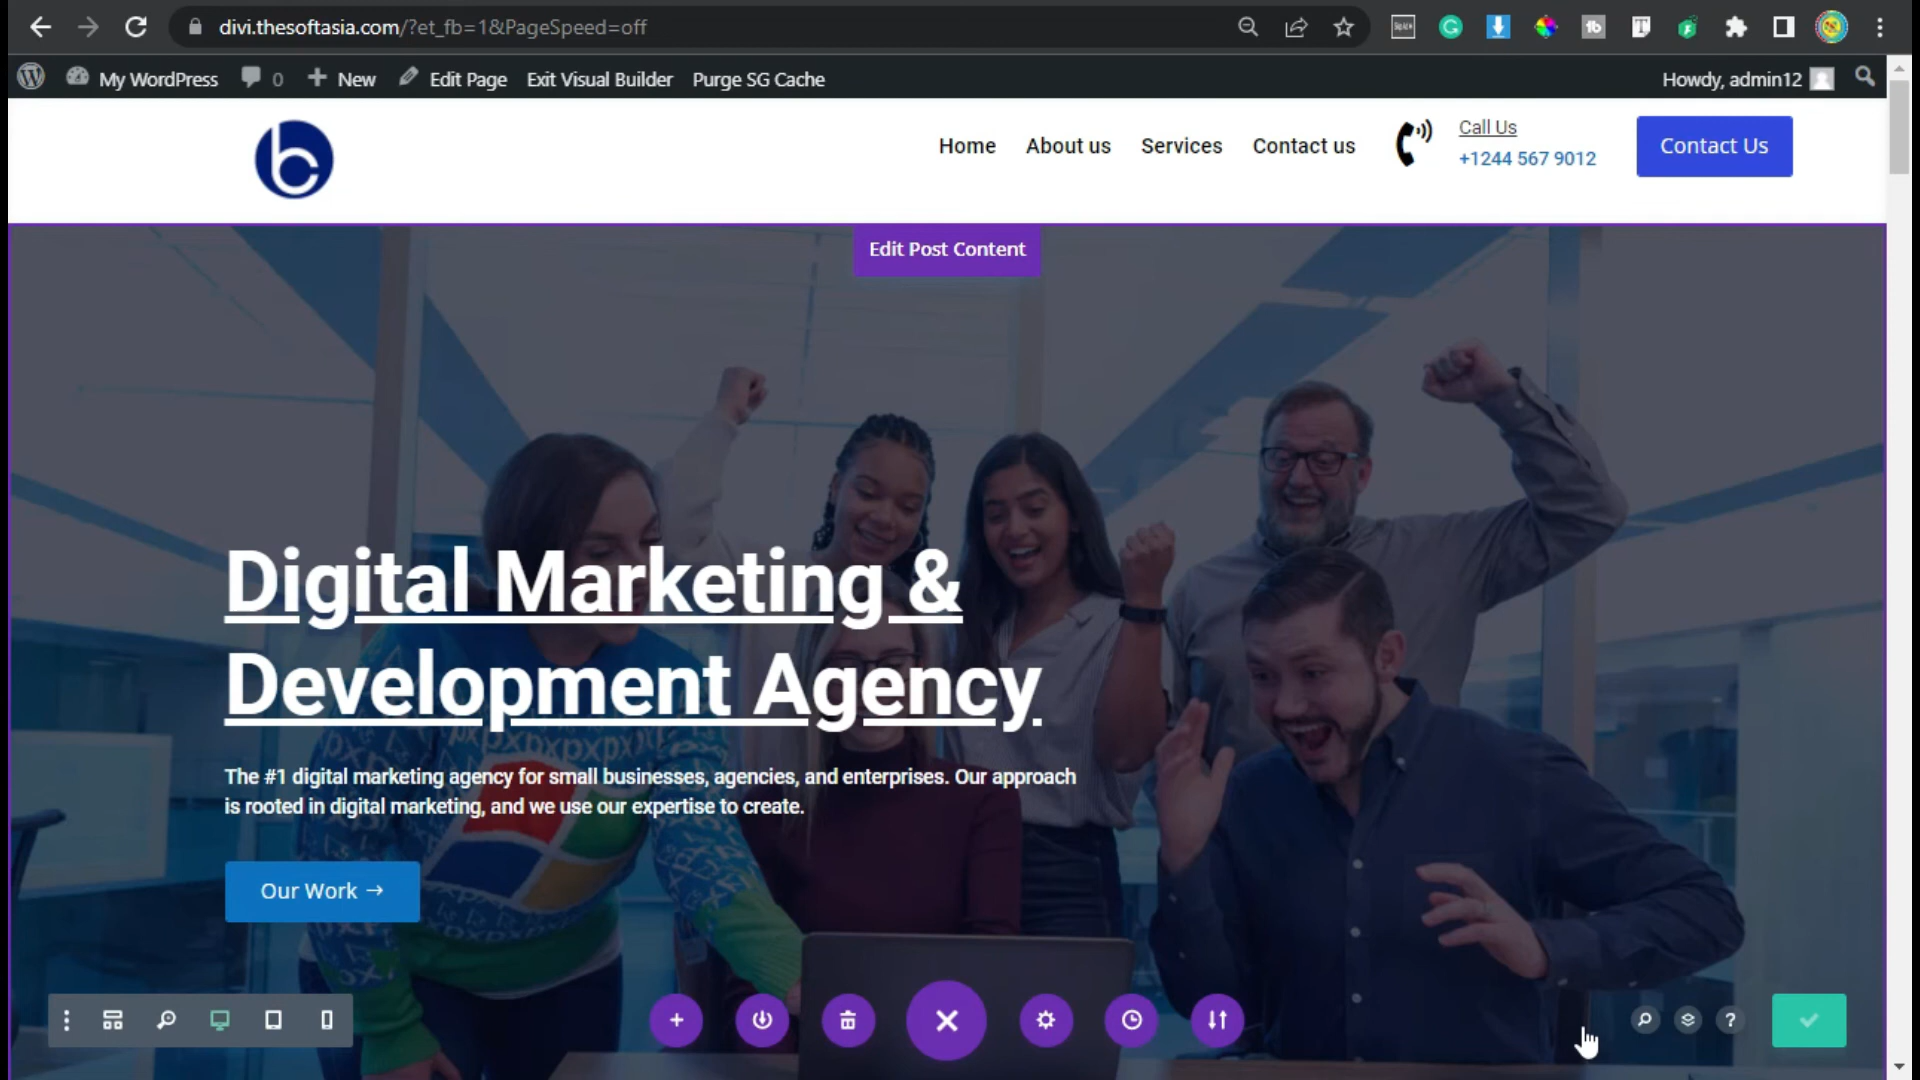 divi.thesoftasia.com/?et_fb=1&PageSpeed=off
My WordPress 0 New Edit Page Exit Visual Builder Purge SG Cache Howdy, admin12
Home About us Services Contact us
Call Us
+1244 567 9012
Contact Us
Edit Post Content
Digital Marketing &
Development Agency
The #1 digital marketing agency for small businesses, agencies, and enterprises. Our approach
is rooted in digital marketing, and we use our expertise to create.
Our Work →